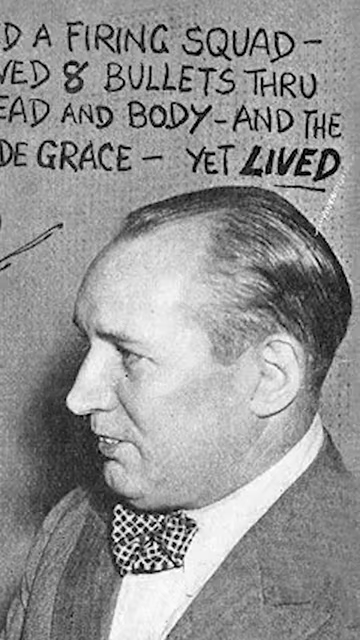 D A FIRING SQUAD –
VED 8 BULLETS THRU
EAD AND BODY – AND THE
DE GRACE – YET LIVED